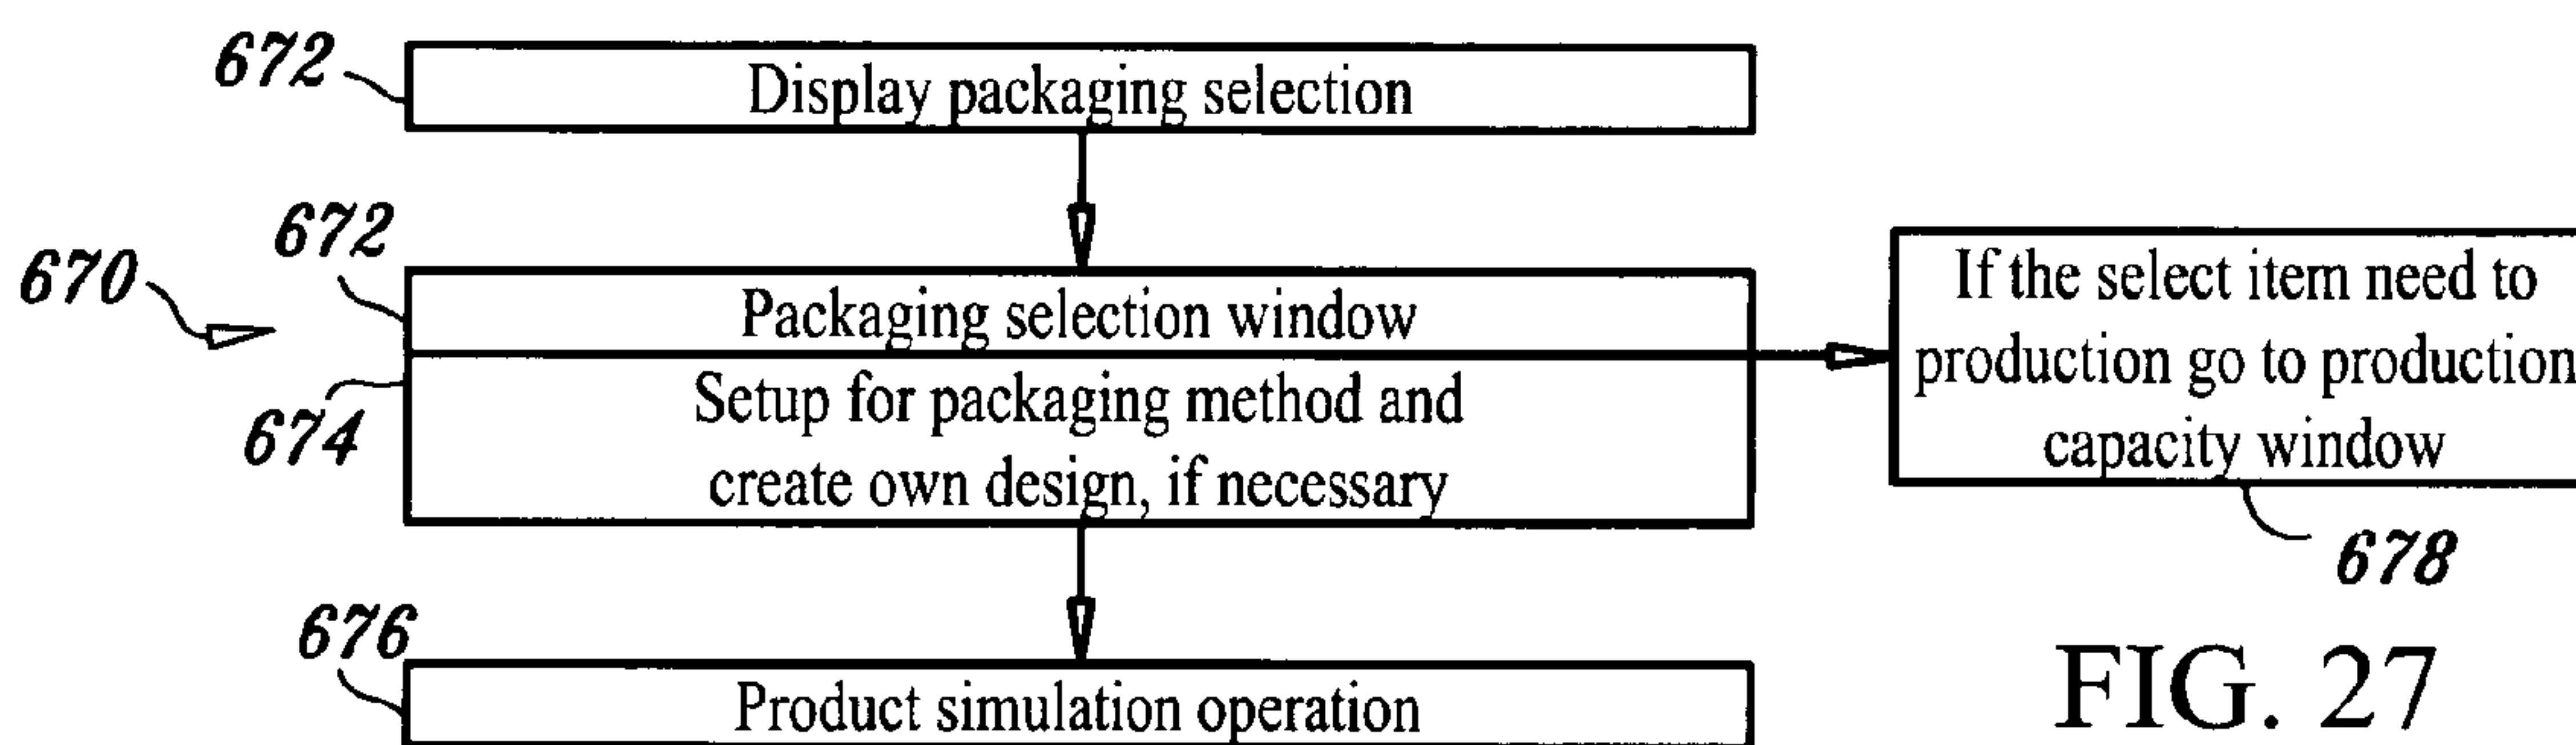 672
Display packaging selection
672
670
Packaging selection window
674
Setup for packaging method and
create own design, if necessary
If the select item need to
production go to production
capacity window
678
676
Product simulation operation
FIG. 27